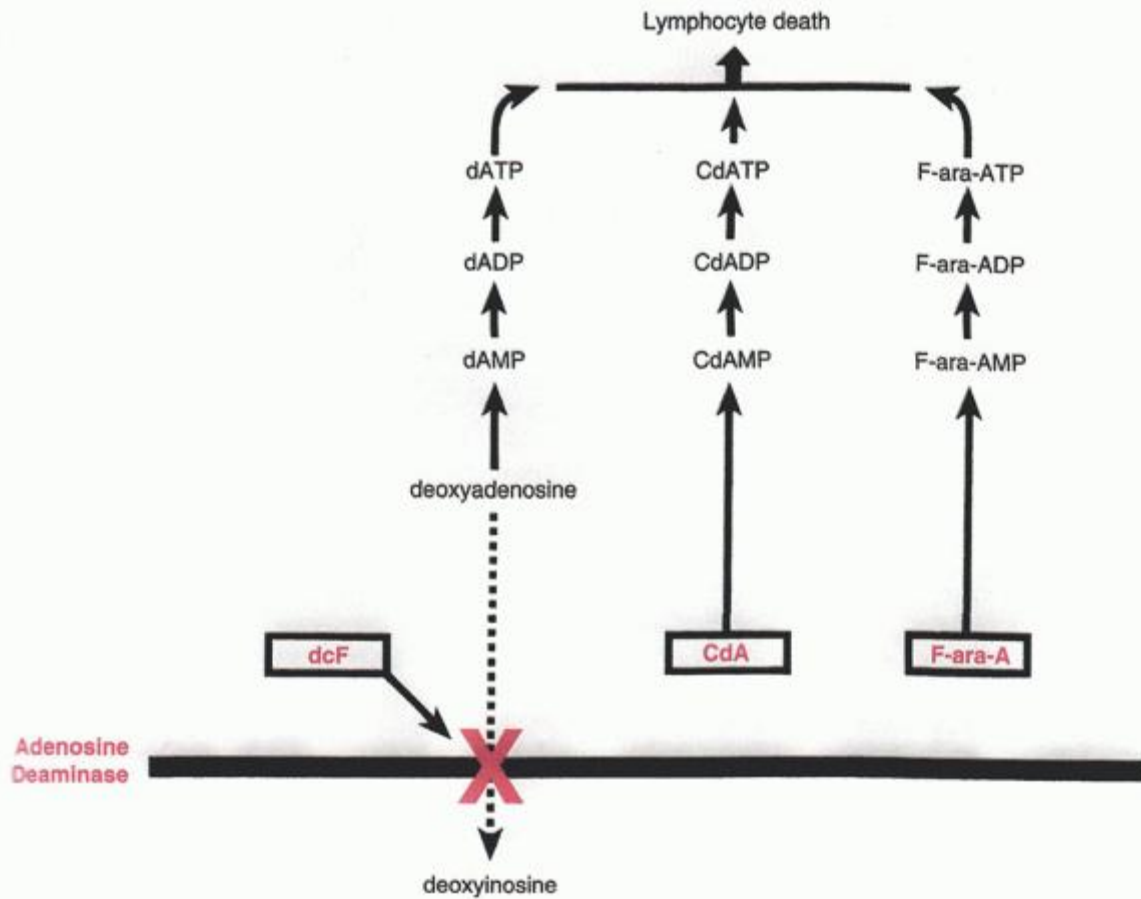 Lymphocyte death
dATP CdATP F-ara-ATP
dADP CdADP F-ara-ADP
dAMP CdAMP F-ara-AMP
deoxyadenosine
dcF CdA F-ara-A
Adenosine
Deaminase
X
deoxyinosine